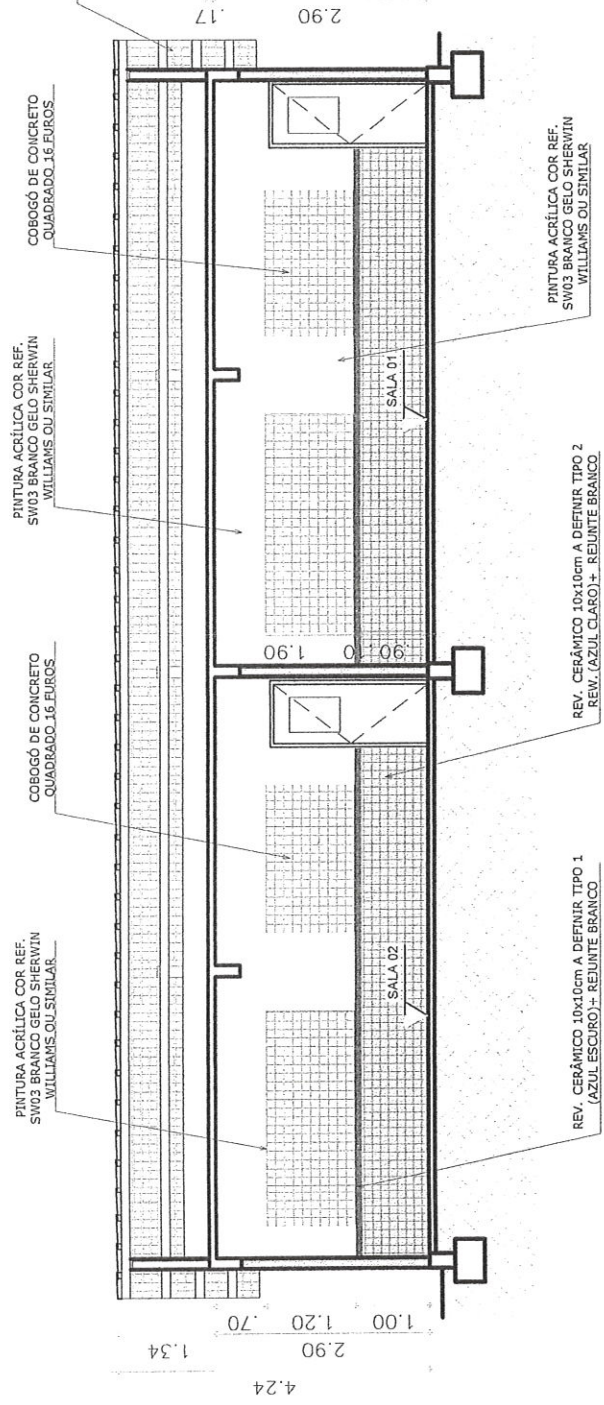 PINTURA ACRÍLICA COR REF.
SW03 BRANCO GELO SHERWIN
WILLIAMS OU SIMILAR
COBOGÓ DE CONCRETO
QUADRADO 16 FUROS
PINTURA ACRÍLICA COR REF.
SW03 BRANCO GELO SHERWIN
WILLIAMS OU SIMILAR
COBOGÓ DE CONCRETO
QUADRADO 16 FUROS
4.24
1.34
2.90
.70
1.20
1.00
SALA 02
1.90
.10
.90
SALA 01
.17
2.90
REV. CERÂMICO 10x10cm A DEFINIR TIPO 1
(AZUL ESCURO)+ REJUNTE BRANCO
REV. CERÂMICO 10x10cm A DEFINIR TIPO 2
REW. (AZUL CLARO)+ REJUNTE BRANCO
PINTURA ACRÍLICA COR REF.
SW03 BRANCO GELO SHERWIN
WILLIAMS OU SIMILAR